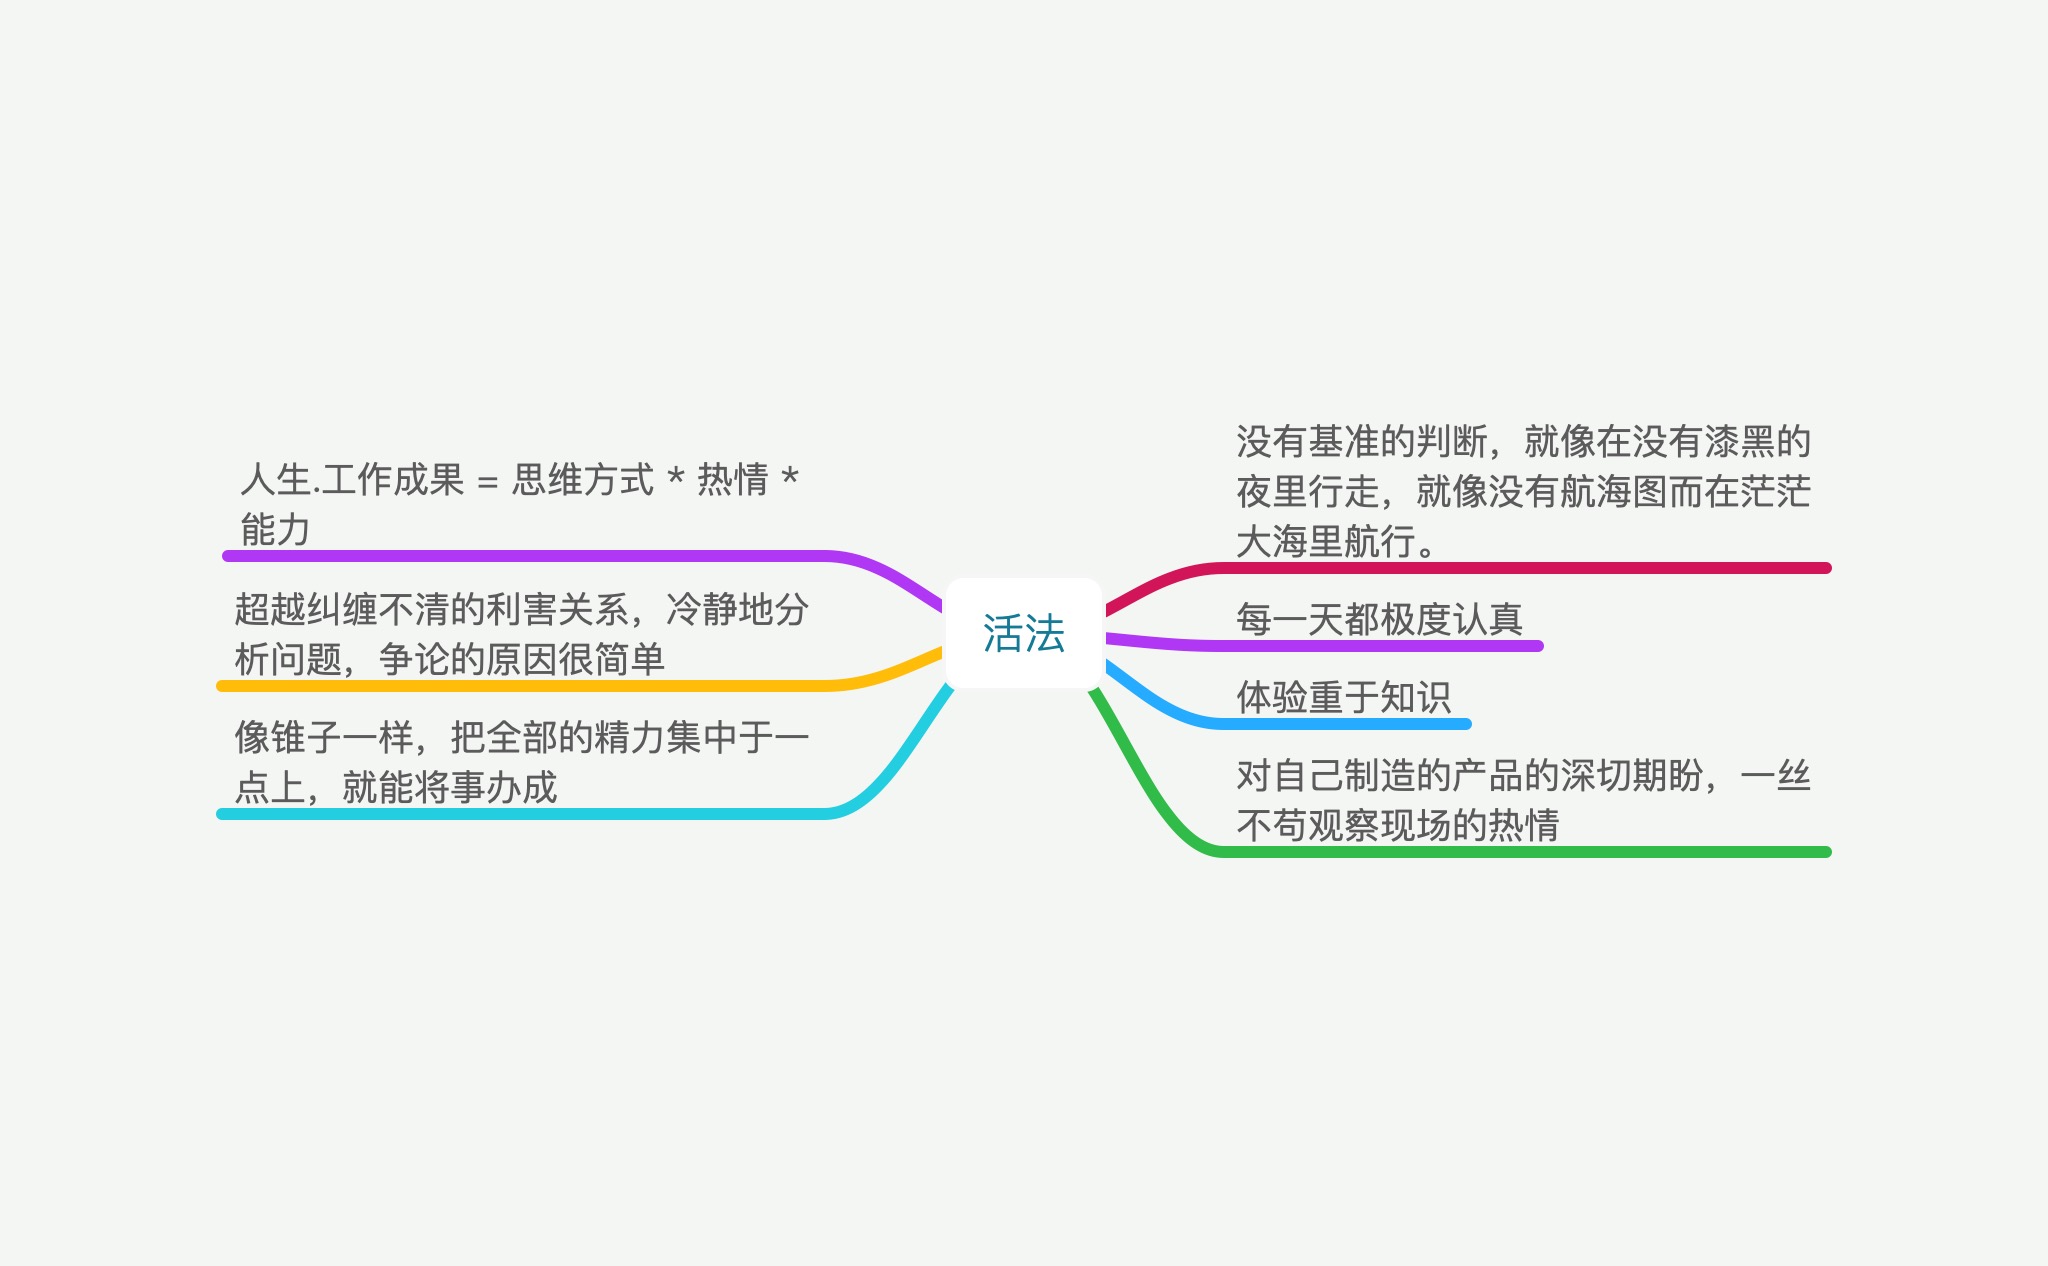 活法
没有基准的判断，就像在没有漆黑的
夜里行走，就像没有航海图而在茫茫
大海里航行。
每一天都极度认真
体验重于知识
对自己制造的产品的深切期盼，一丝
不苟观察现场的热情
人生.工作成果 = 思维方式 * 热情 *
能力
超越纠缠不清的利害关系，冷静地分
析问题，争论的原因很简单
像锥子一样，把全部的精力集中于一
点上，就能将事办成